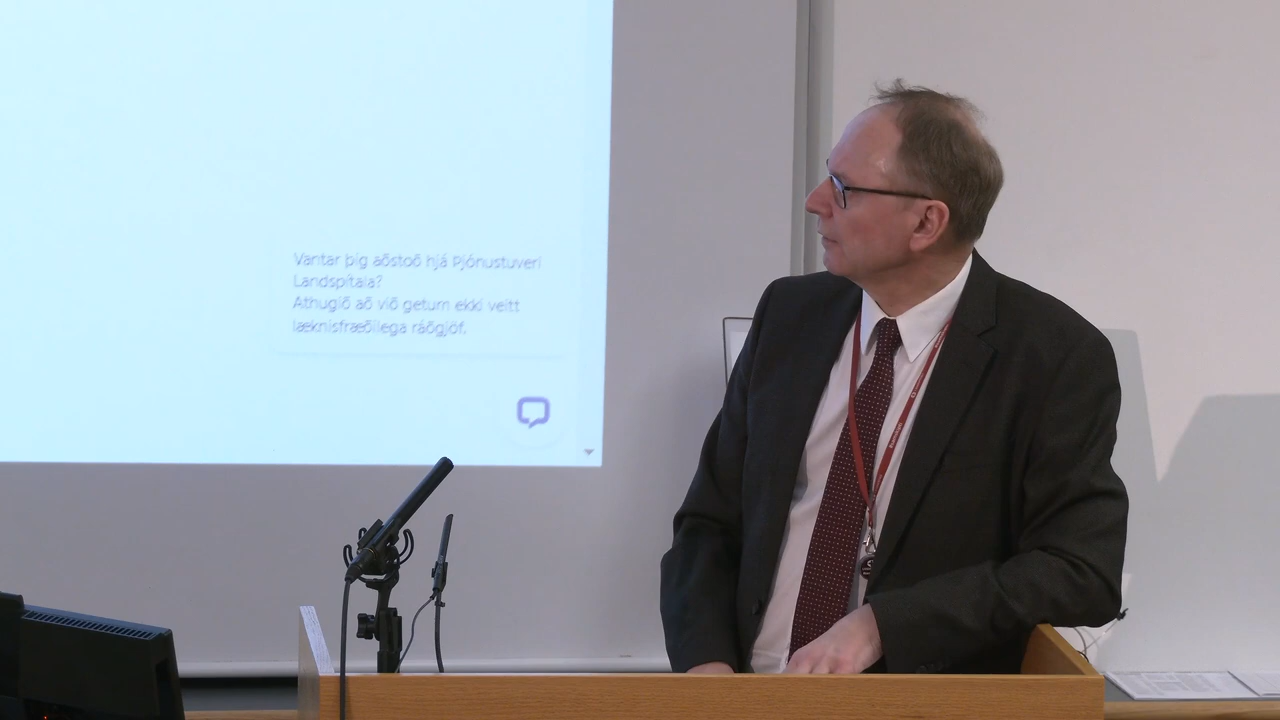 Vantar þig aðstoð hjá Þjónustuveri
Landspítala?
Athugið að við getum ekki veitt
læknisfræðilega ráðgjöf.